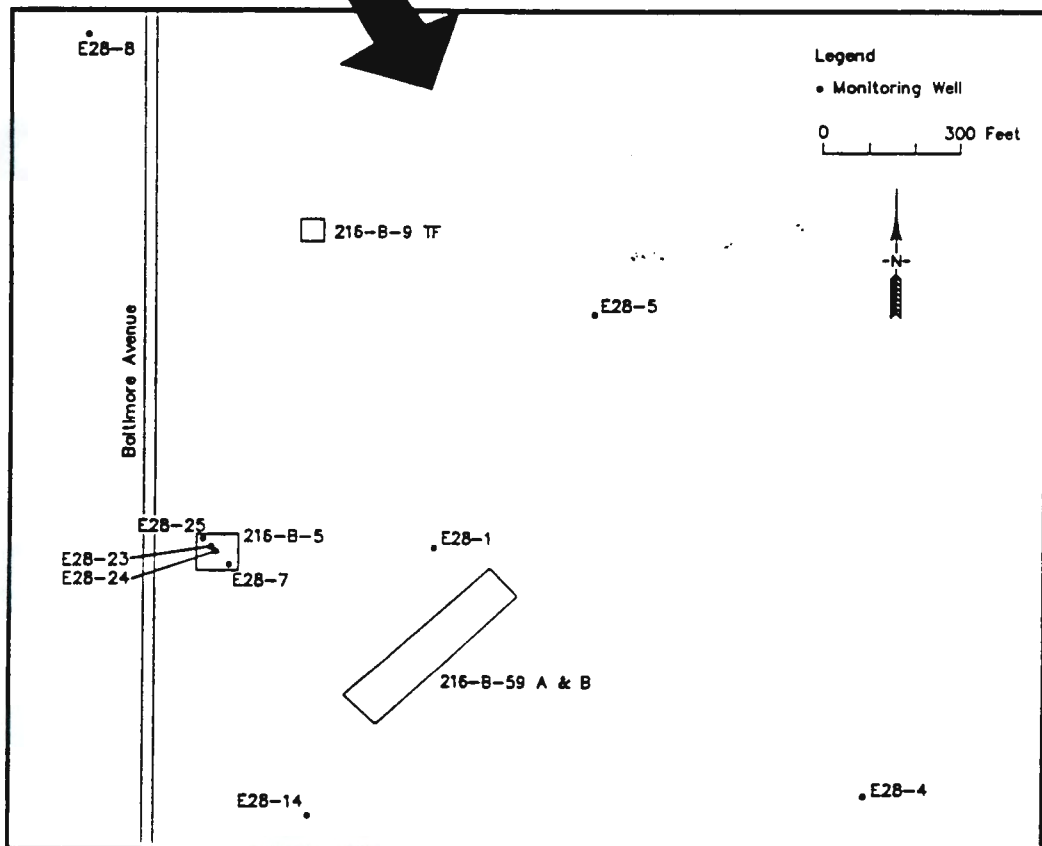 E28-8
Legend
• Monitoring Well
0 300 Feet
216-B-9 TF
-N-
E28-5
Baltimore Avenue
E28-25
216-B-5
E28-1
E28-23
E28-24
E28-7
216-B-59 A & B
E28-14
E28-4